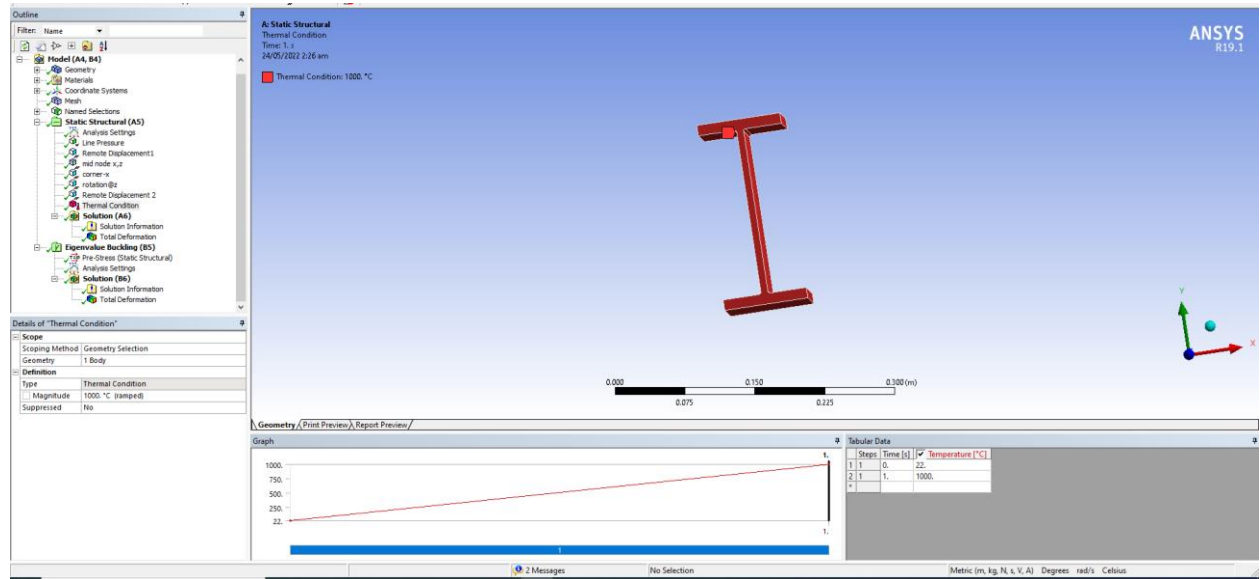 Outline
Filter: Name
Model (A4, B4)
Geometry
Materials
Coordinate Systems
Mesh
Named Selections
Static Structural (A5)
Analysis Settings
Line Pressure
Remote Displacement1
mid node x,z
corner-x
rotation@z
Remote Displacement 2
Thermal Condition
Solution (A6)
Solution Information
Total Deformation
Eigenvalue Buckling (B5)
Pre-Stress (Static Structural)
Analysis Settings
Solution (B6)
Solution Information
Total Deformation
Details of "Thermal Condition"
Scope
Scoping Method Geometry Selection
Geometry 1 Body
Definition
Type Thermal Condition
Magnitude 1000. °C (ramped)
Suppressed No
A: Static Structural
Thermal Condition
Time: 1. s
24/05/2022 2:26 am
Thermal Condition: 1000. °C
ANSYS
R19.1
Y
X
0.000 0.150 0.300 (m)
0.075 0.225
Geometry Print Preview Report Preview
Graph
1.
1000.
750.
500.
250.
22.
1.
1
Tabular Data
Steps Time [s] Temperature [°C]
1 1 0. 22.
2 1 1. 1000.
*
2 Messages No Selection Metric (m, kg, N, s, V, A) Degrees rad/s Celsius